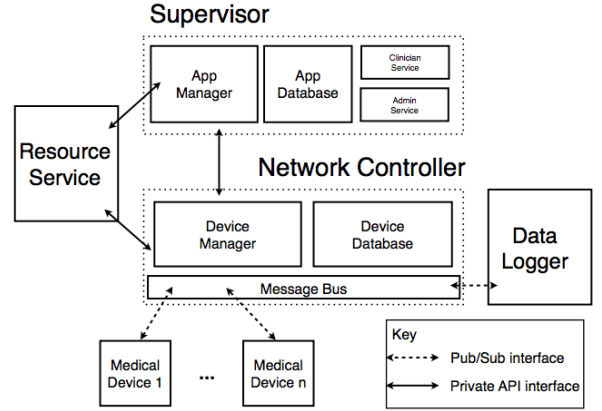 Supervisor
App
Manager
App
Database
Clinician
Service
Admin
Service
Resource
Service
Network Controller
Device
Manager
Device
Database
Data
Logger
Message Bus
Medical
Device 1
...
Medical
Device n
Key
Pub/Sub interface
Private API interface